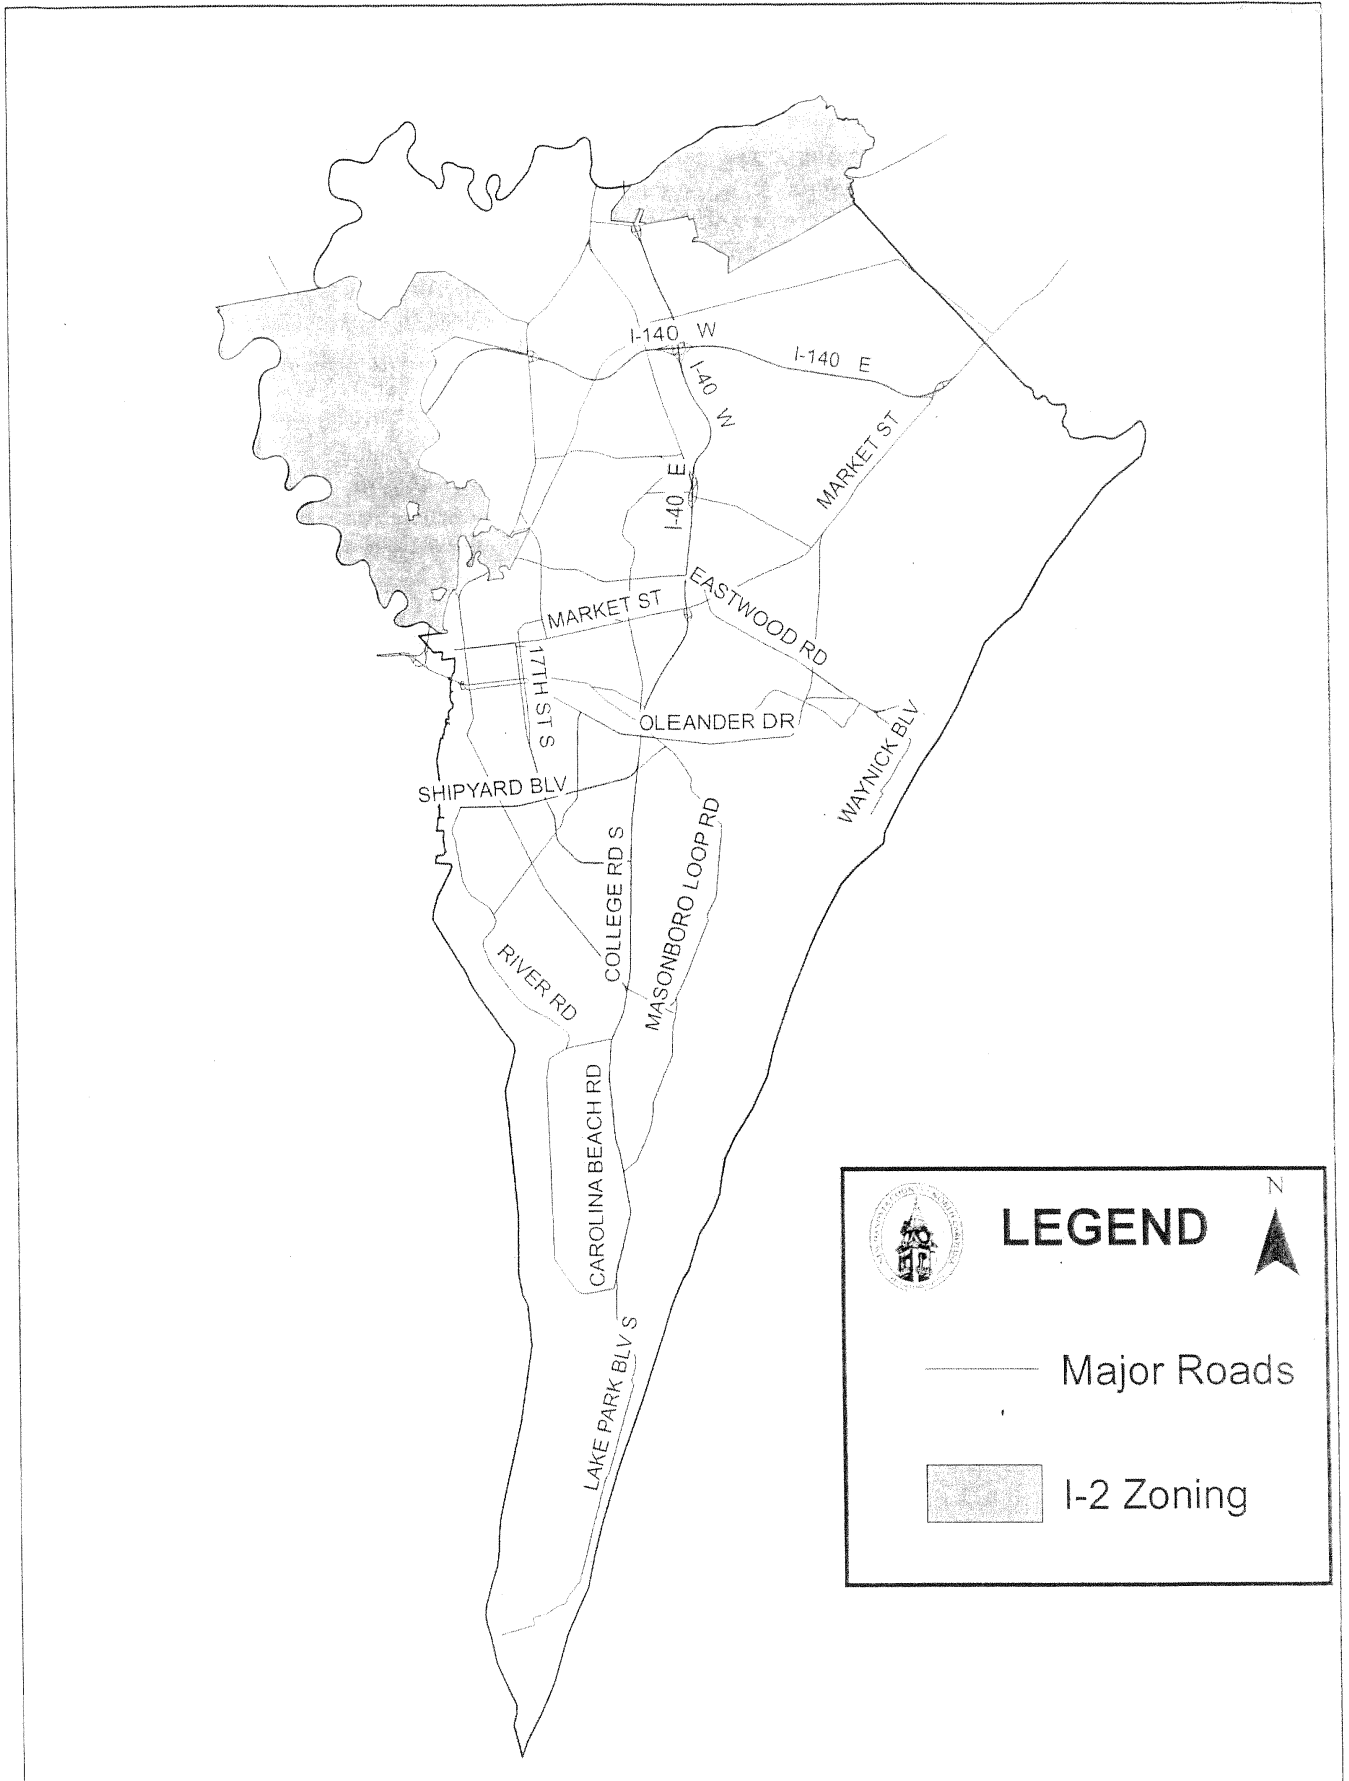 I-140 W
I-140 E
I-40 W
MARKET ST
I-40 E
EASTWOOD RD
MARKET ST
17TH ST S
OLEANDER DR
WAYNICK BLV
SHIPYARD BLV
MASONBORO LOOP RD
COLLEGE RD S
RIVER RD
CAROLINA BEACH RD
LAKE PARK BLV S
N
LEGEND
Major Roads
I-2 Zoning